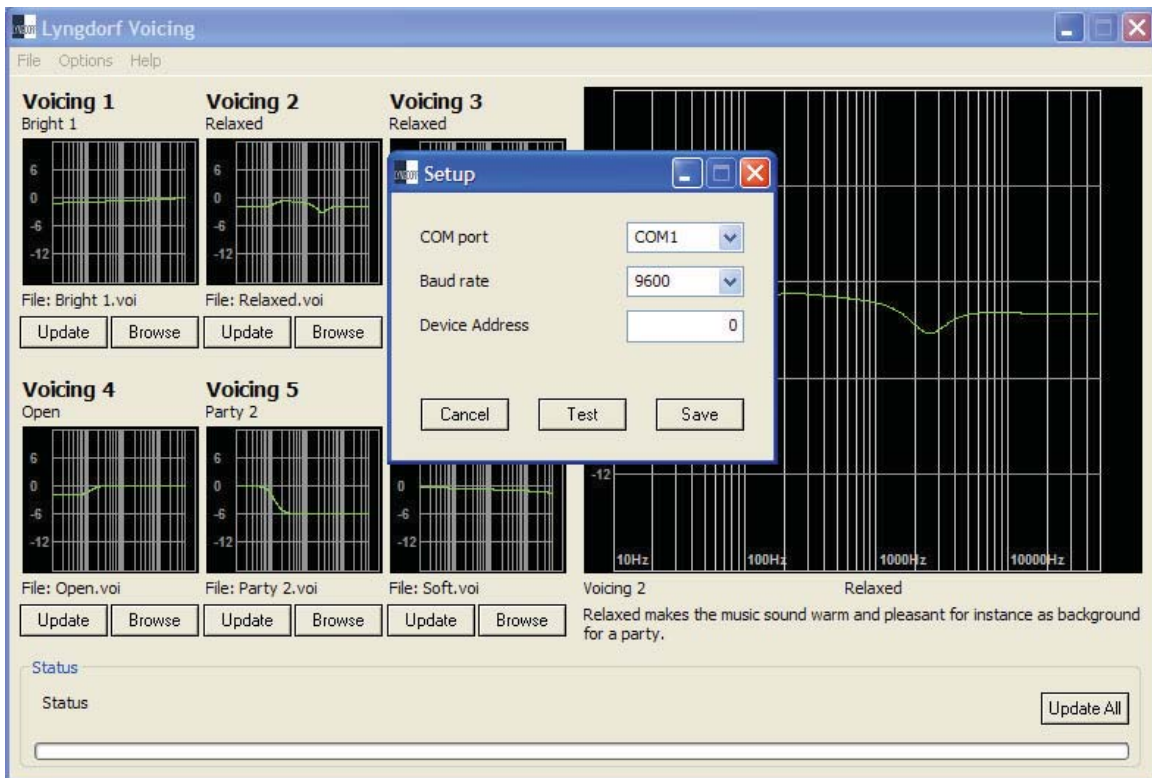 Lyngdorf Voicing
File Options Help
Voicing 1
Bright 1
6
0
-6
-12
File: Bright 1.voi
Update Browse
Voicing 2
Relaxed
6
0
-6
-12
File: Relaxed.voi
Update Browse
Voicing 3
Relaxed
Setup
COM port COM1
Baud rate 9600
Device Address 0
Cancel Test Save
Voicing 4
Open
6
0
-6
-12
File: Open.voi
Update Browse
Voicing 5
Party 2
6
0
-6
-12
File: Party 2.voi
Update Browse
0
-6
-12
File: Soft.voi
Update Browse
-12
10Hz 100Hz 1000Hz 10000Hz
Voicing 2 Relaxed
Relaxed makes the music sound warm and pleasant for instance as background
for a party.
Status
Status
Update All